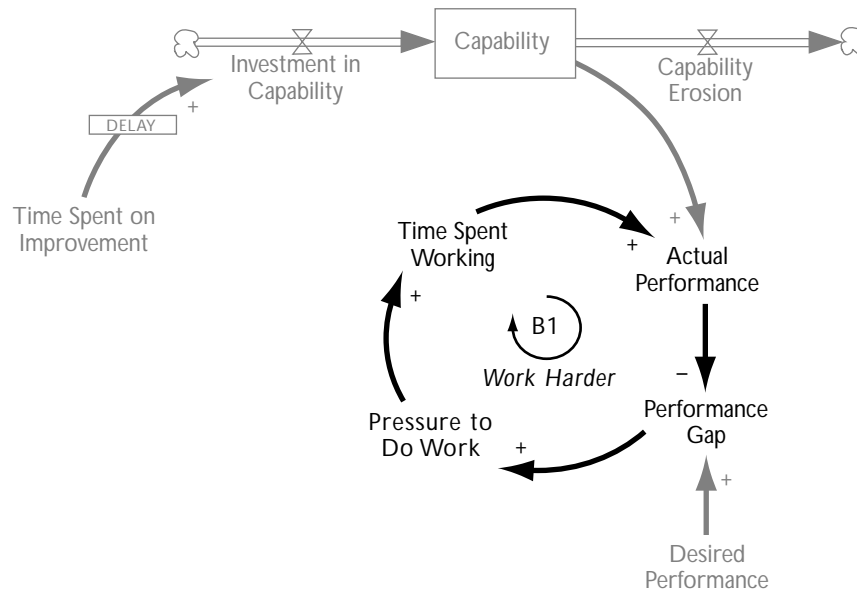 Capability
Investment in
Capability
Capability
Erosion
+
DELAY
Time Spent on
Improvement
+
Time Spent
Working
+
Actual
Performance
+
B1
Work Harder
–
Performance
Gap
Pressure to
Do Work
+
+
Desired
Performance